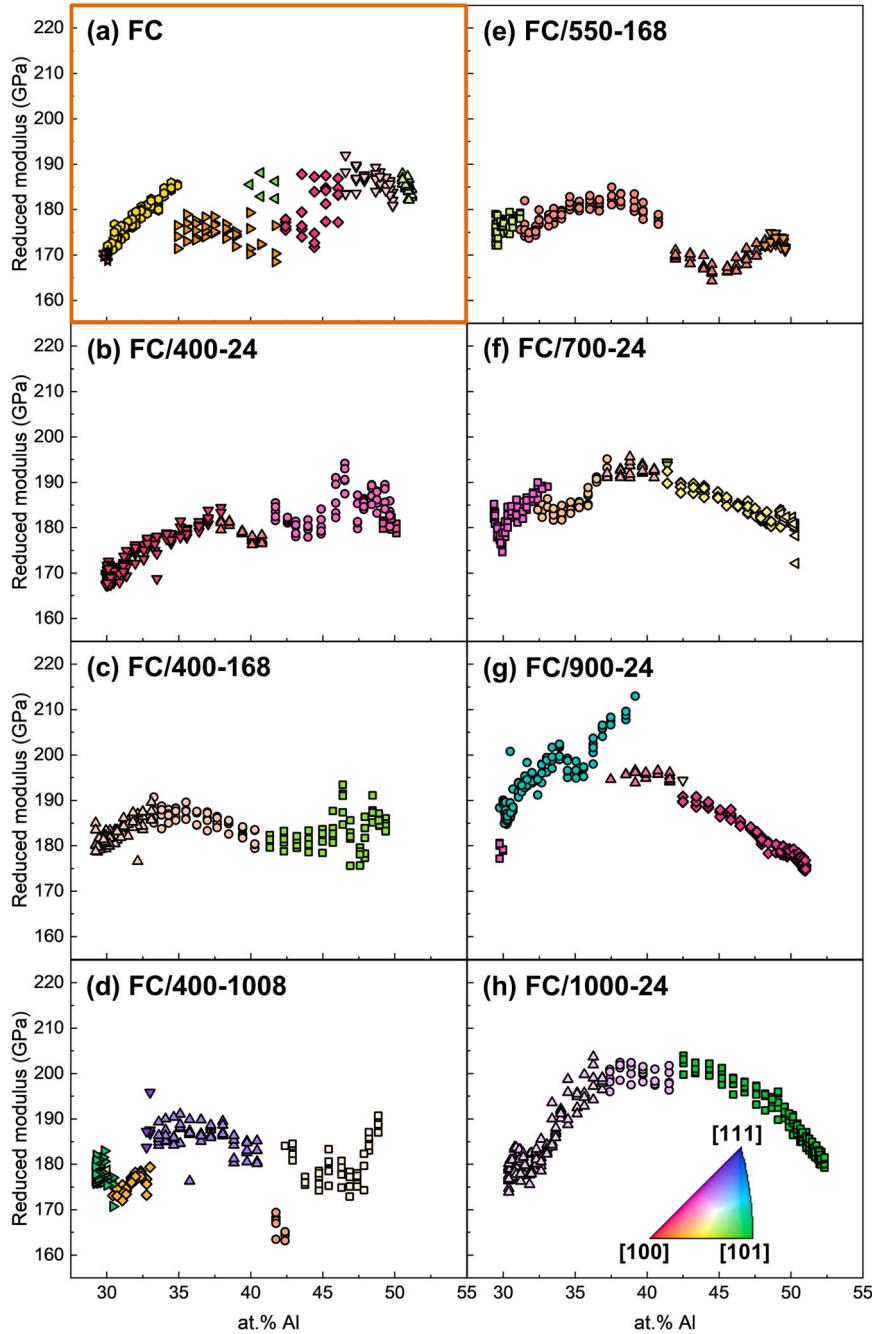 (a) FC
220
210
200
190
180
170
160
Reduced modulus (GPa)
(e) FC/550-168
(b) FC/400-24
220
210
200
190
180
170
160
Reduced modulus (GPa)
(f) FC/700-24
(c) FC/400-168
220
210
200
190
180
170
160
Reduced modulus (GPa)
(g) FC/900-24
(d) FC/400-1008
220
210
200
190
180
170
160
Reduced modulus (GPa)
30 35 40 45 50 55
at.% Al
(h) FC/1000-24
[111]
[100] [101]
30 35 40 45 50 55
at.% Al